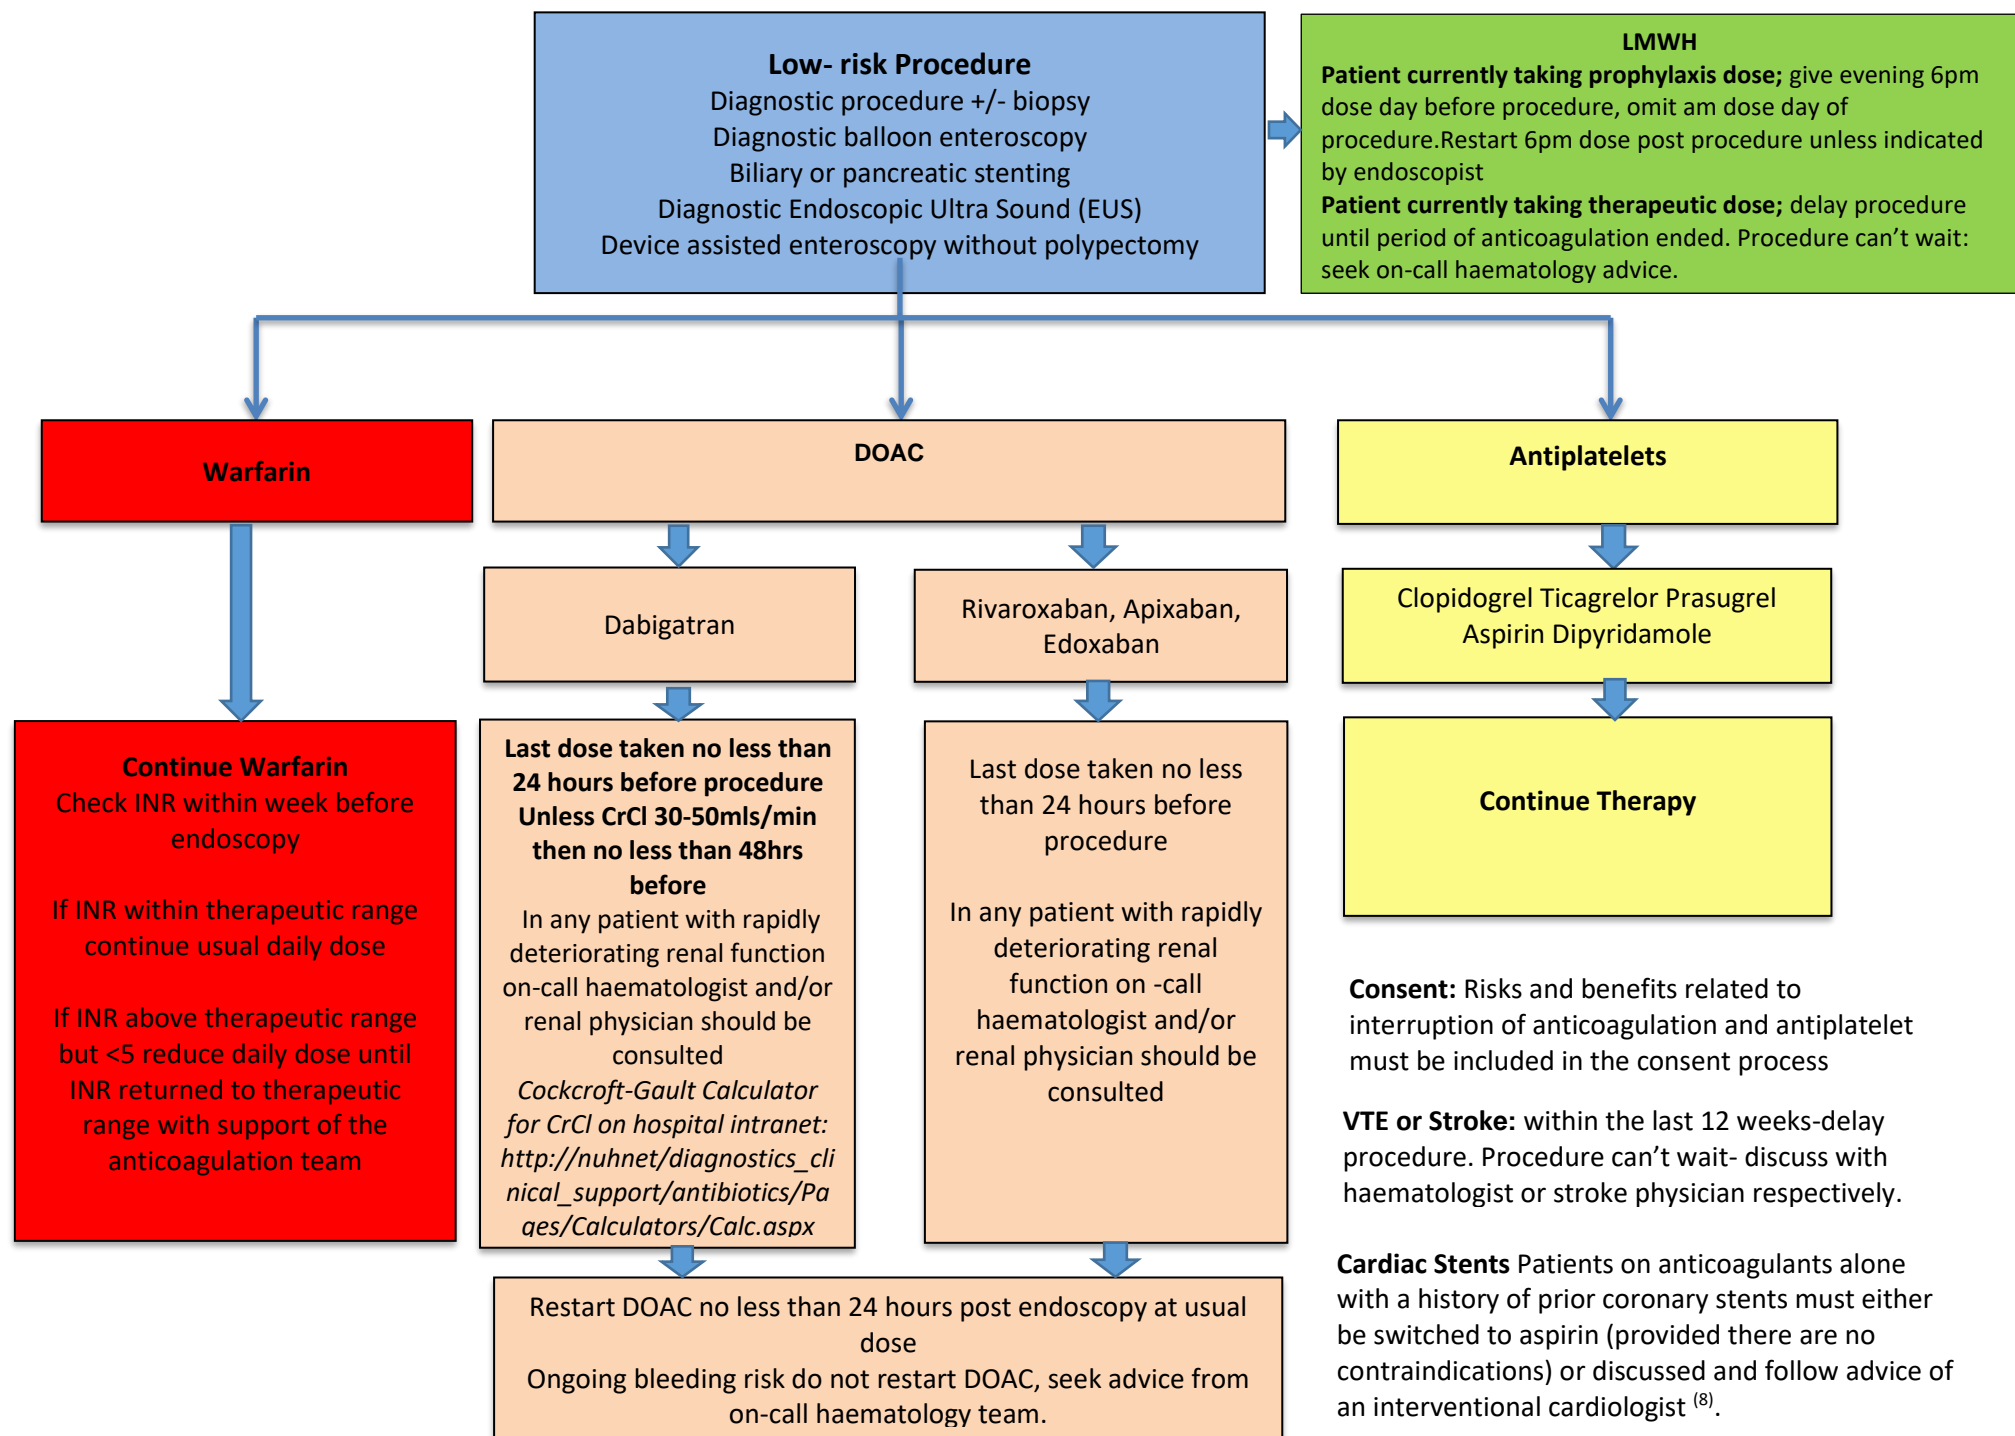 Low- risk Procedure
Diagnostic procedure +/- biopsy
Diagnostic balloon enteroscopy
Biliary or pancreatic stenting
Diagnostic Endoscopic Ultra Sound (EUS)
Device assisted enteroscopy without polypectomy
LMWH
Patient currently taking prophylaxis dose; give evening 6pm
dose day before procedure, omit am dose day of
procedure.Restart 6pm dose post procedure unless indicated
by endoscopist
Patient currently taking therapeutic dose; delay procedure
until period of anticoagulation ended. Procedure can't wait:
seek on-call haematology advice.
Warfarin
DOAC
Antiplatelets
Dabigatran
Rivaroxaban, Apixaban,
Edoxaban
Clopidogrel Ticagrelor Prasugrel
Aspirin Dipyridamole
Continue Warfarin
Check INR within week before
endoscopy
If INR within therapeutic range
continue usual daily dose
If INR above therapeutic range
but <5 reduce daily dose until
INR returned to therapeutic
range with support of the
anticoagulation team
Last dose taken no less than
24 hours before procedure
Unless CrCl 30-50mls/min
then no less than 48hrs
before
In any patient with rapidly
deteriorating renal function
on-call haematologist and/or
renal physician should be
consulted
Cockcroft-Gault Calculator
for CrCl on hospital intranet:
http://nuhnet/diagnostics_cli
nical_support/antibiotics/Pa
ges/Calculators/Calc.aspx
Last dose taken no less
than 24 hours before
procedure
In any patient with rapidly
deteriorating renal
function on -call
haematologist and/or
renal physician should be
consulted
Continue Therapy
Restart DOAC no less than 24 hours post endoscopy at usual
dose
Ongoing bleeding risk do not restart DOAC, seek advice from
on-call haematology team.
Consent: Risks and benefits related to
interruption of anticoagulation and antiplatelet
must be included in the consent process
VTE or Stroke: within the last 12 weeks-delay
procedure. Procedure can't wait- discuss with
haematologist or stroke physician respectively.
Cardiac Stents Patients on anticoagulants alone
with a history of prior coronary stents must either
be switched to aspirin (provided there are no
contraindications) or discussed and follow advice of
an interventional cardiologist (8).